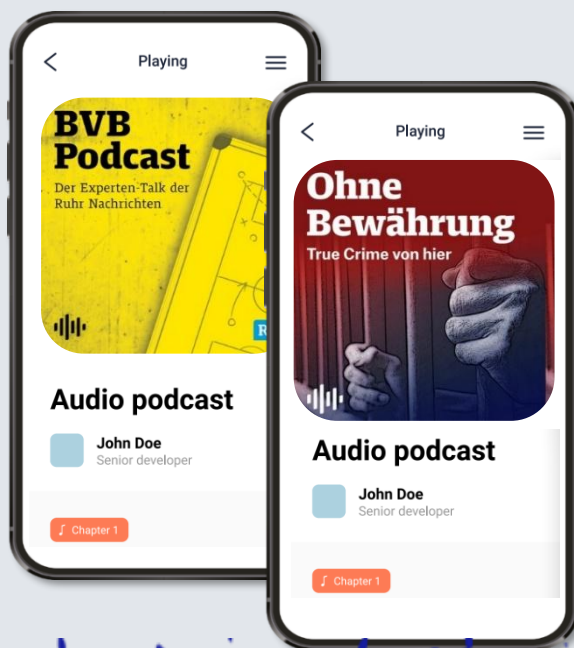 Playing
BVB
Podcast
Der Experten-Talk der
Ruhr Nachrichten
Audio podcast
John Doe
Senior developer
Chapter 1
Playing
Ohne
Bewährung
True Crime von hier
Audio podcast
John Doe
Senior developer
Chapter 1